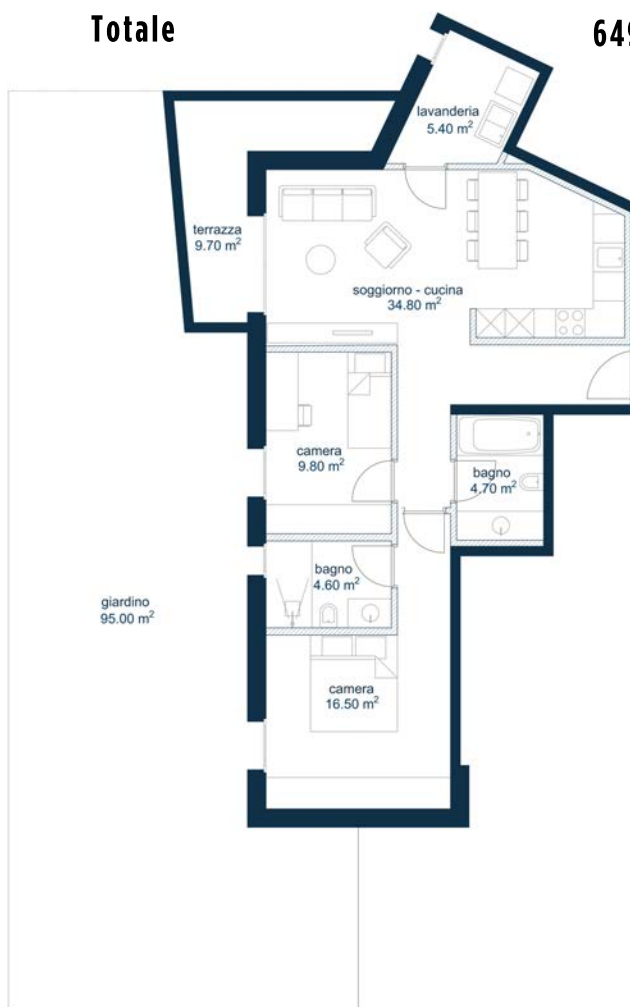 Totale 649
lavanderia
5.40 m²
terrazza
9.70 m²
soggiorno - cucina
34.80 m²
camera
9.80 m²
bagno
4.70 m²
bagno
4.60 m²
giardino
95.00 m²
camera
16.50 m²